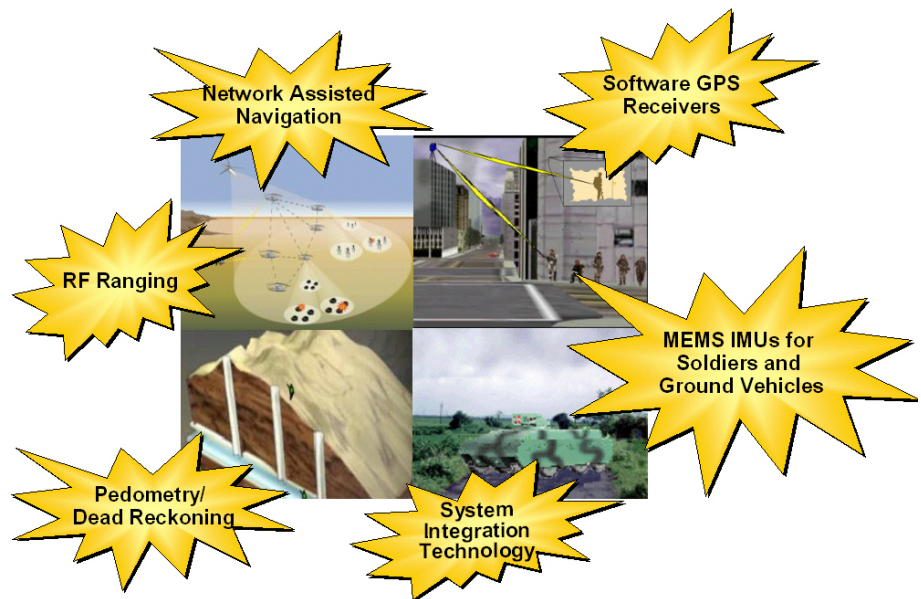 Network Assisted
Navigation
Software GPS
Receivers
RF Ranging
MEMS IMUs for
Soldiers and
Ground Vehicles
Pedometry/
Dead Reckoning
System
Integration
Technology